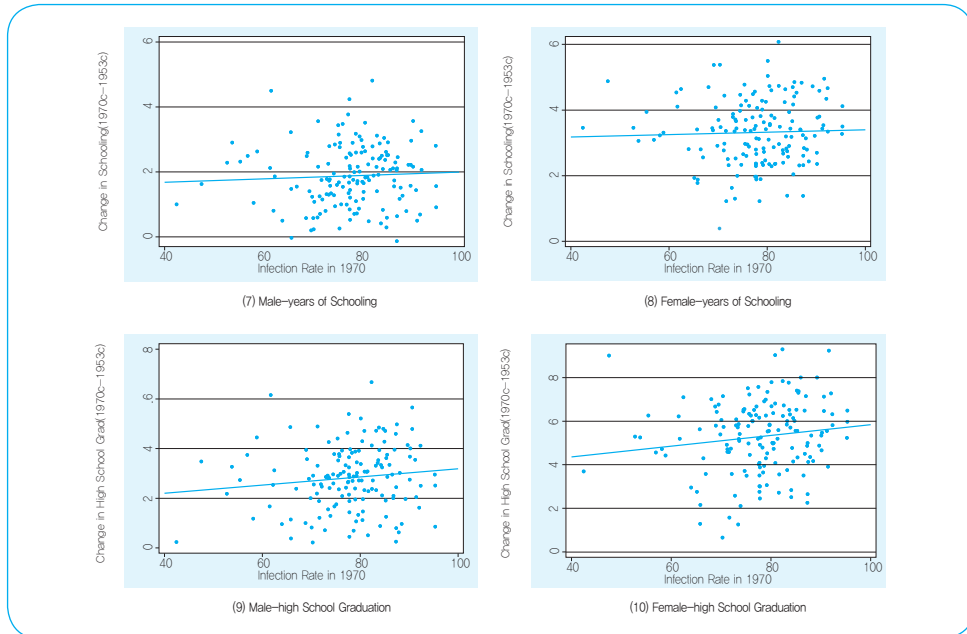 Change in Schooling(1970c-1953c)
6
4
2
0
40 60 80 100
Infection Rate in 1970
(7) Male-years of Schooling
Change in Schooling(1970c-1953c)
6
4
2
0
40 60 80 100
Infection Rate in 1970
(8) Female-years of Schooling
Change in High School Grad(1970c-1953c)
.8
.6
.4
.2
0
40 60 80 100
Infection Rate in 1970
(9) Male-high School Graduation
Change in High School Grad(1970c-1953c)
.8
.6
.4
.2
0
40 60 80 100
Infection Rate in 1970
(10) Female-high School Graduation